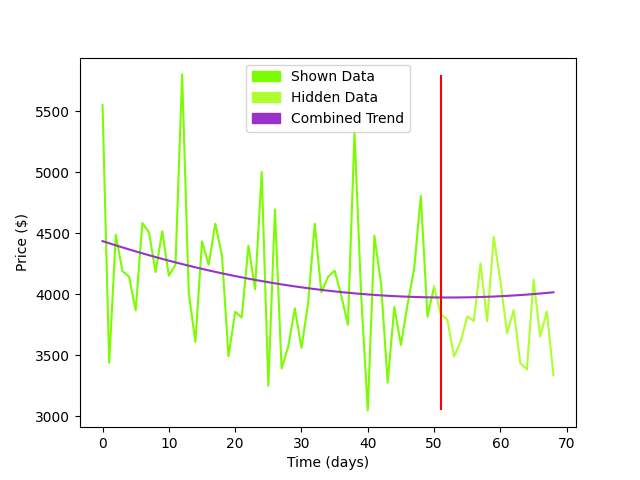 Shown Data
Hidden Data
Combined Trend
Price ($)
5500
5000
4500
4000
3500
3000
0 10 20 30 40 50 60 70
Time (days)